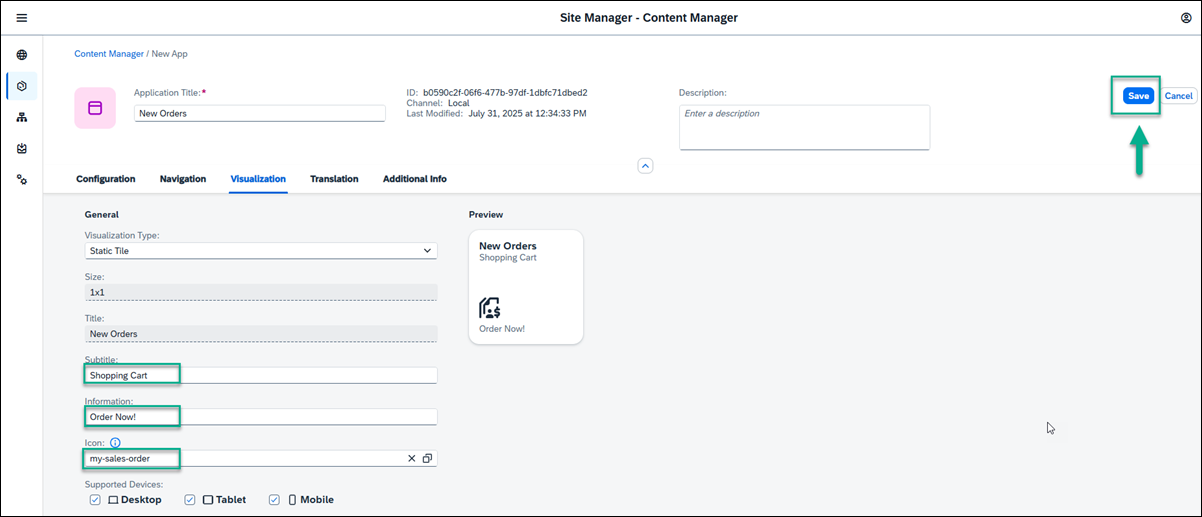 Site Manager - Content Manager
Content Manager / New App
Application Title:*
New Orders
ID: b0590c2f-06f6-477b-97df-1dbfc71dbed2
Channel: Local
Last Modified: July 31, 2025 at 12:34:33 PM
Description:
Enter a description
Save Cancel
Configuration Navigation Visualization Translation Additional Info
General
Visualization Type:
Static Tile
Size:
1x1
Title:
New Orders
Subtitle:
Shopping Cart
Information:
Order Now!
Icon:
my-sales-order
Supported Devices:
Desktop Tablet Mobile
Preview
New Orders
Shopping Cart
Order Now!